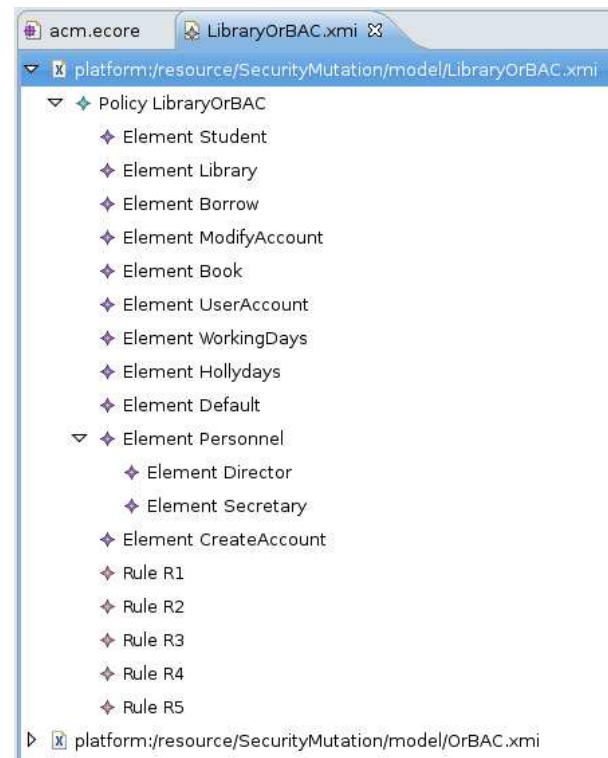 acm.ecore LibraryOrBAC.xmi
platform:/resource/SecurityMutation/model/LibraryOrBAC.xmi
Policy LibraryOrBAC
Element Student
Element Library
Element Borrow
Element ModifyAccount
Element Book
Element UserAccount
Element WorkingDays
Element Hollydays
Element Default
Element Personnel
Element Director
Element Secretary
Element CreateAccount
Rule R1
Rule R2
Rule R3
Rule R4
Rule R5
platform:/resource/SecurityMutation/model/OrBAC.xmi